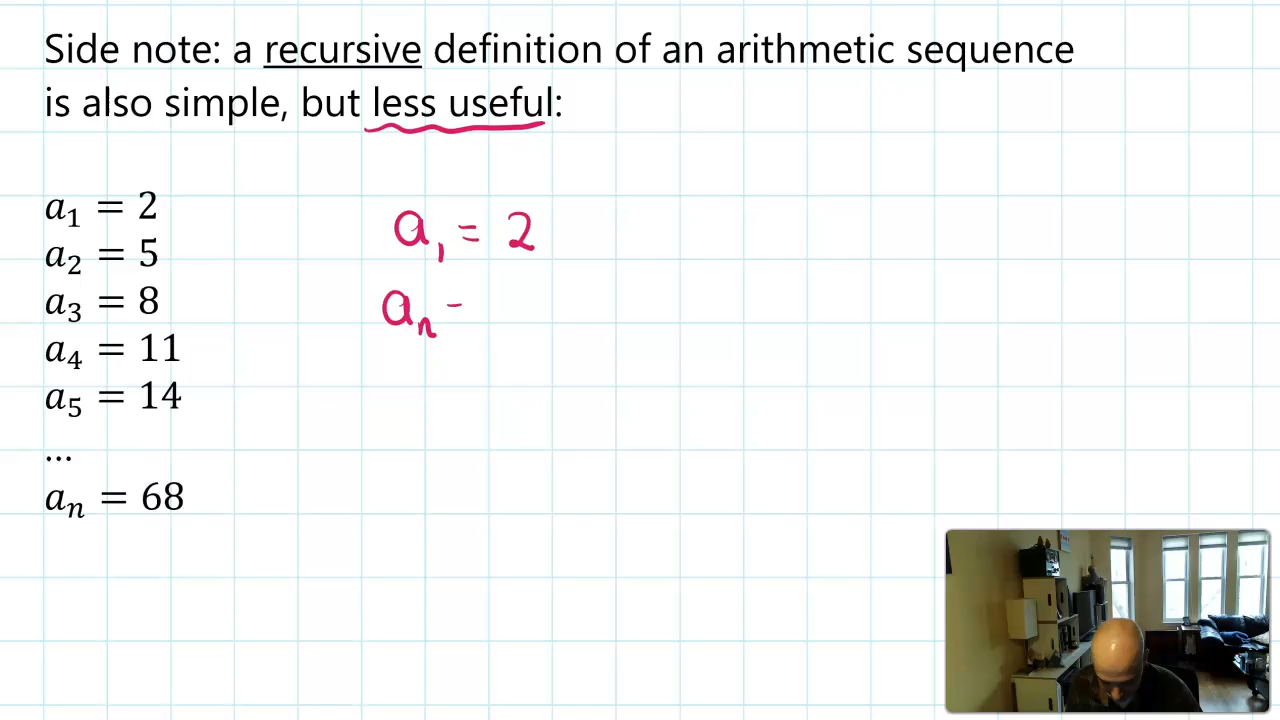 Side note: a recursive definition of an arithmetic sequence
is also simple, but less useful:
a₁ = 2
a₂ = 5
a₃ = 8
a₄ = 11
a₅ = 14
...
aₙ = 68
a₁ = 2
aₙ -